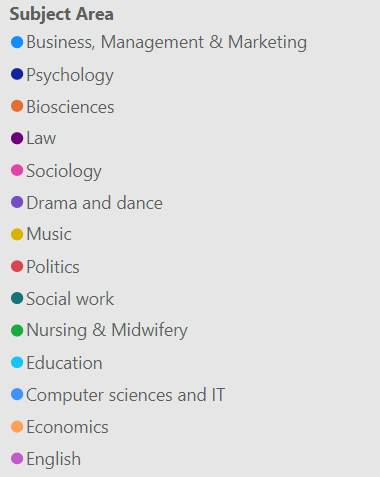 Subject Area
Business, Management & Marketing
Psychology
Biosciences
Law
Sociology
Drama and dance
Music
Politics
Social work
Nursing & Midwifery
Education
Computer sciences and IT
Economics
English